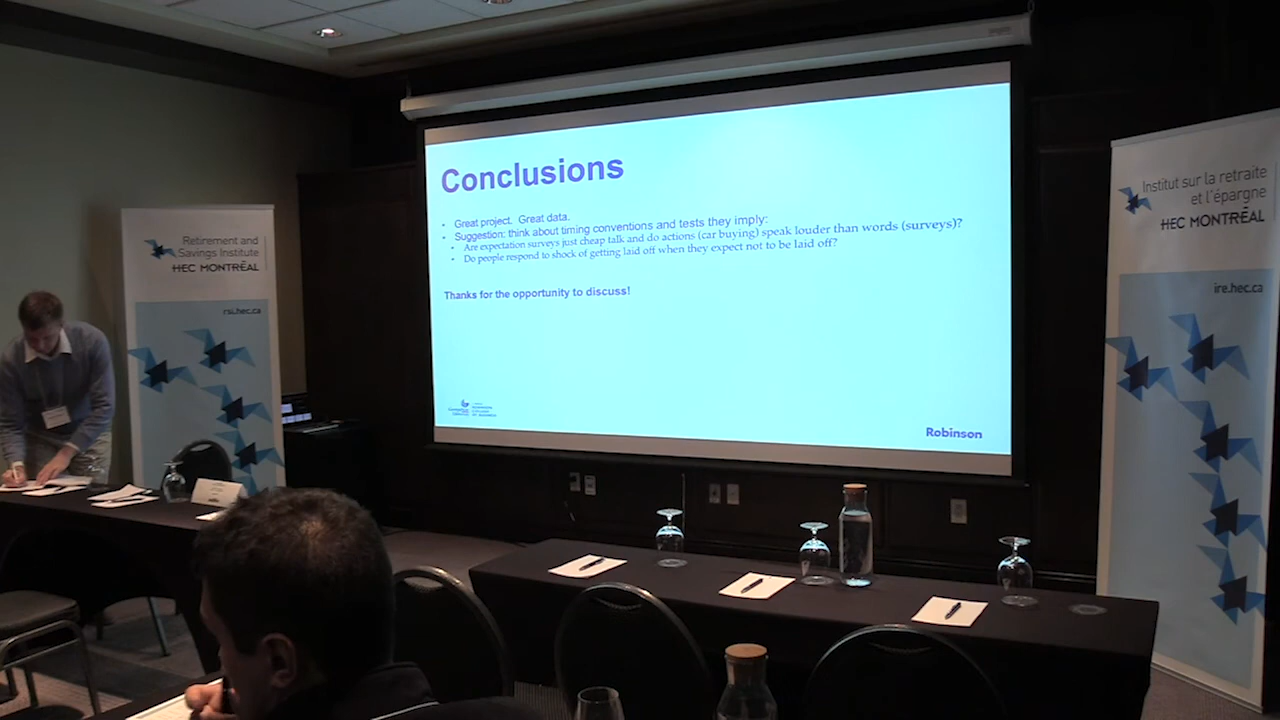 Conclusions
• Great project. Great data.
• Suggestion: think about timing conventions and tests they imply:
• Are expectation surveys just cheap talk and do actions (car buying) speak louder than words (surveys)?
• Do people respond to shock of getting laid off when they expect not to be laid off?
Thanks for the opportunity to discuss!
Robinson
Retirement and
Savings Institute
HEC MONTRÉAL
rsi.hec.ca
Institut sur la retraite
et l'épargne
HEC MONTRÉAL
ire.hec.ca